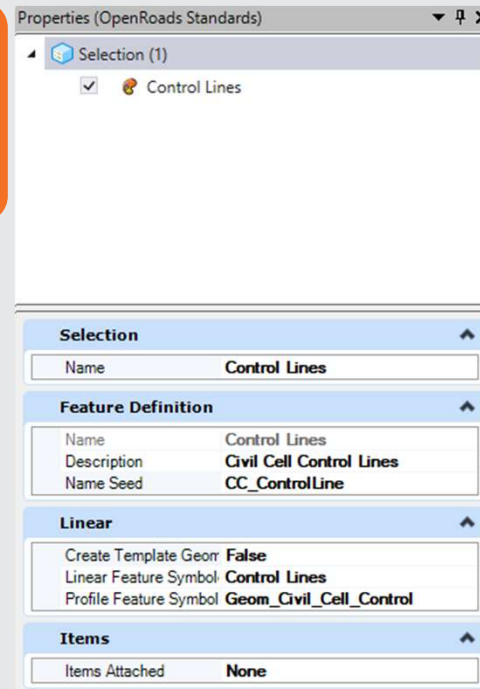 Properties (OpenRoads Standards)
Selection (1)
Control Lines
Selection
Name Control Lines
Feature Definition
Name Control Lines
Description Civil Cell Control Lines
Name Seed CC_ControlLine
Linear
Create Template Geom False
Linear Feature Symbol Control Lines
Profile Feature Symbol Geom_Civil_Cell_Control
Items
Items Attached None